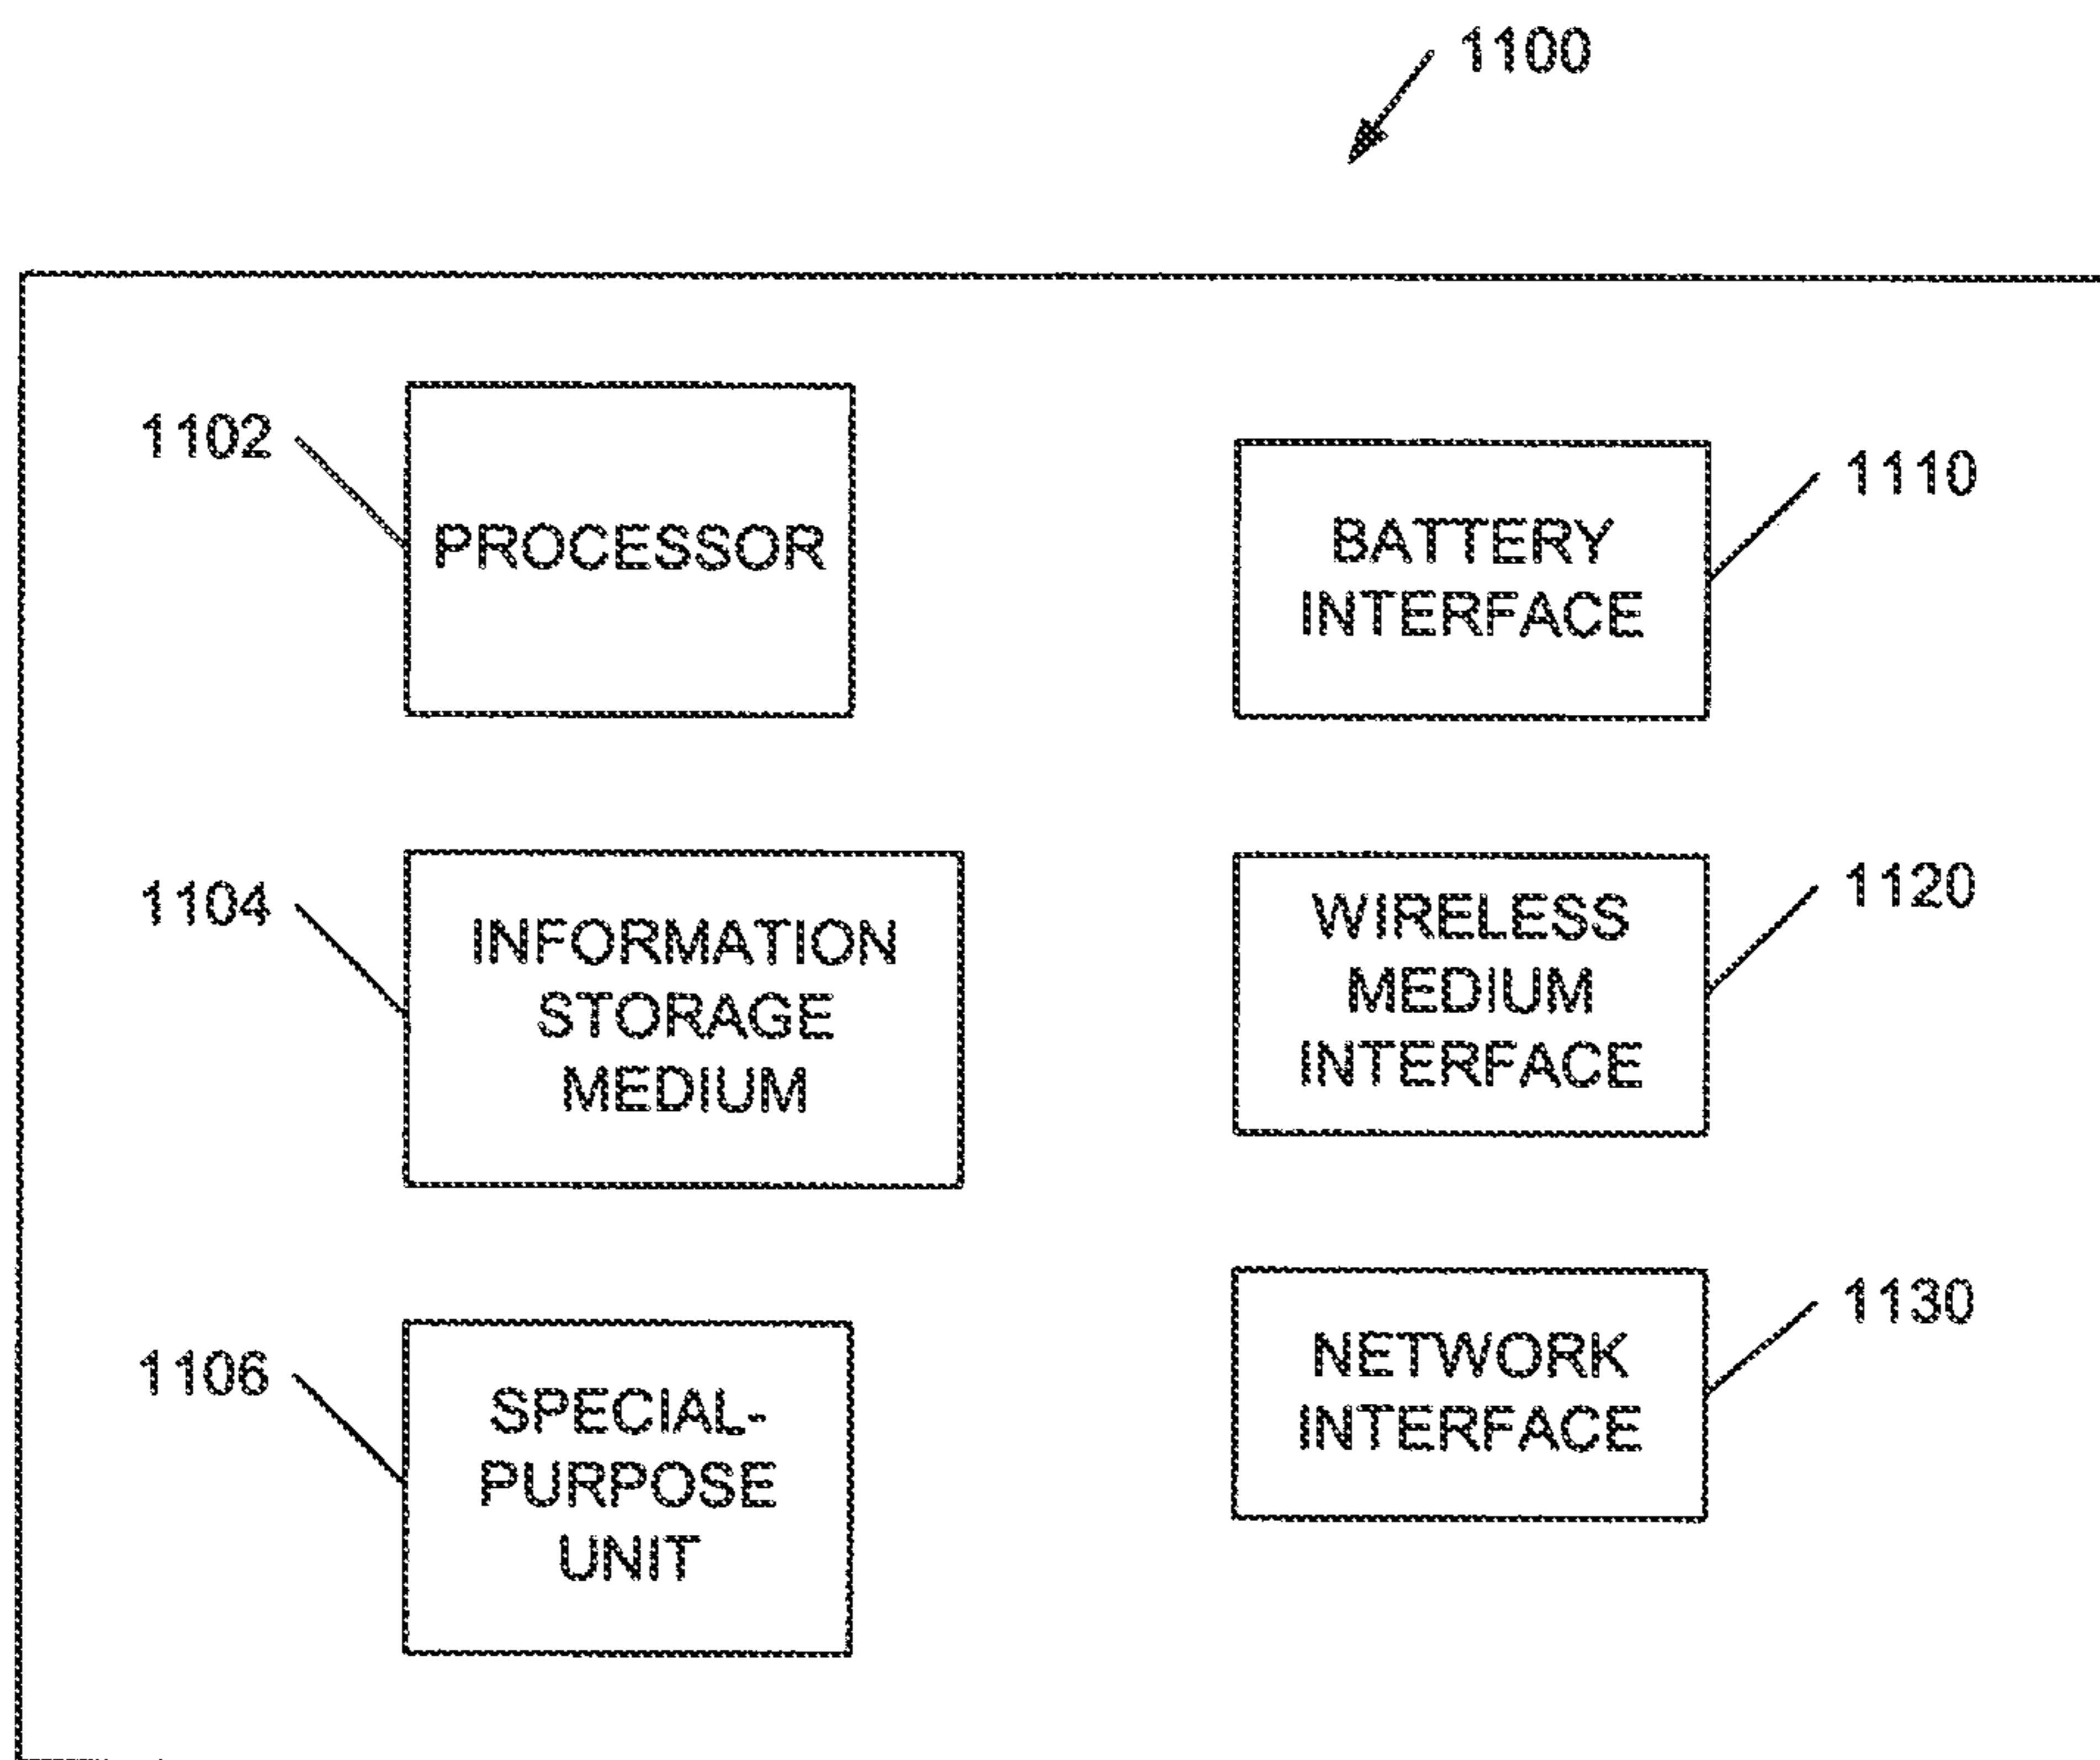 1100
1102
PROCESSOR
1110
BATTERY
INTERFACE
1104
INFORMATION
STORAGE
MEDIUM
1120
WIRELESS
MEDIUM
INTERFACE
1106
SPECIAL-
PURPOSE
UNIT
1130
NETWORK
INTERFACE